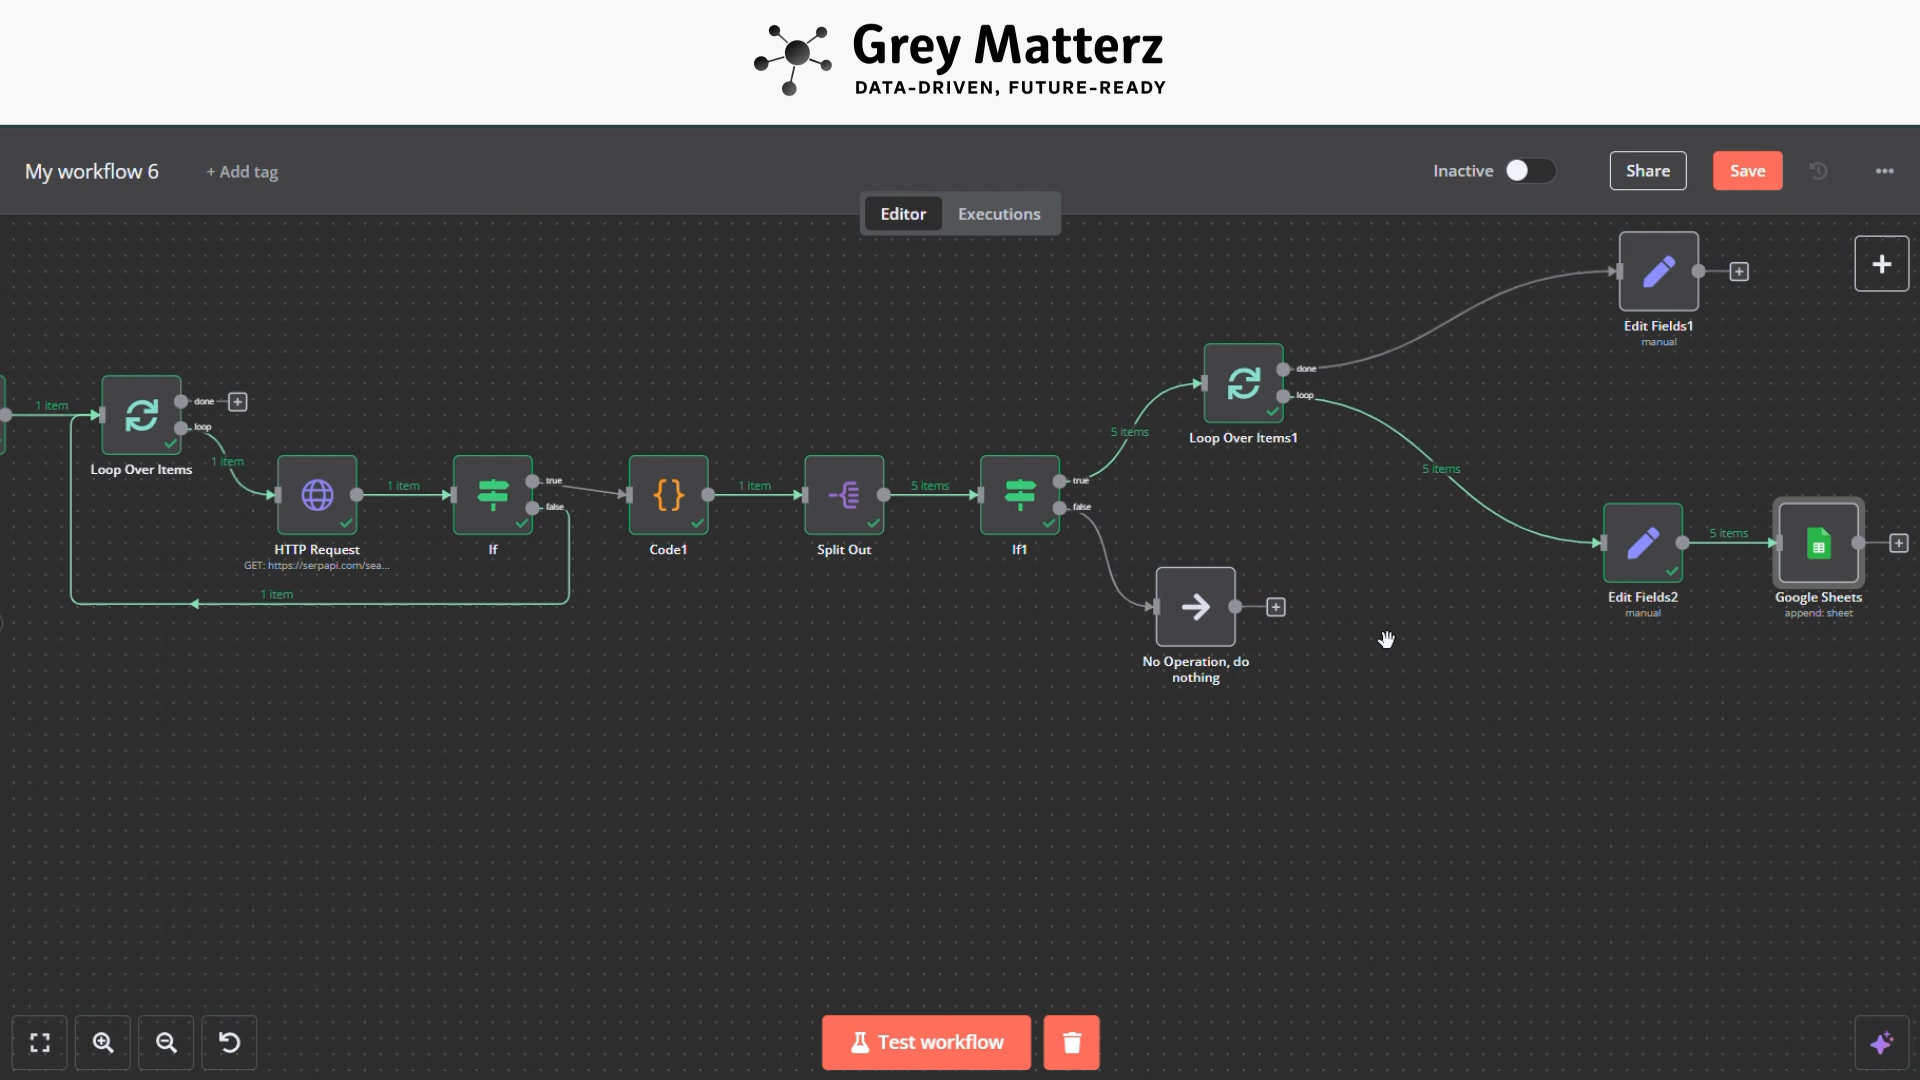 Grey Matterz
DATA-DRIVEN, FUTURE-READY
My workflow 6
+ Add tag
Inactive
Share
Save
Editor
Executions
Edit Fields1
manual
1 item
done
loop
Loop Over Items
1 item
HTTP Request
GET: https://serpapi.com/sea...
1 item
true
false
If
1 item
Code1
1 item
Split Out
5 items
true
false
If1
5 items
done
loop
Loop Over Items1
5 items
No Operation, do
nothing
Edit Fields2
manual
5 items
Google Sheets
append: sheet
Test workflow